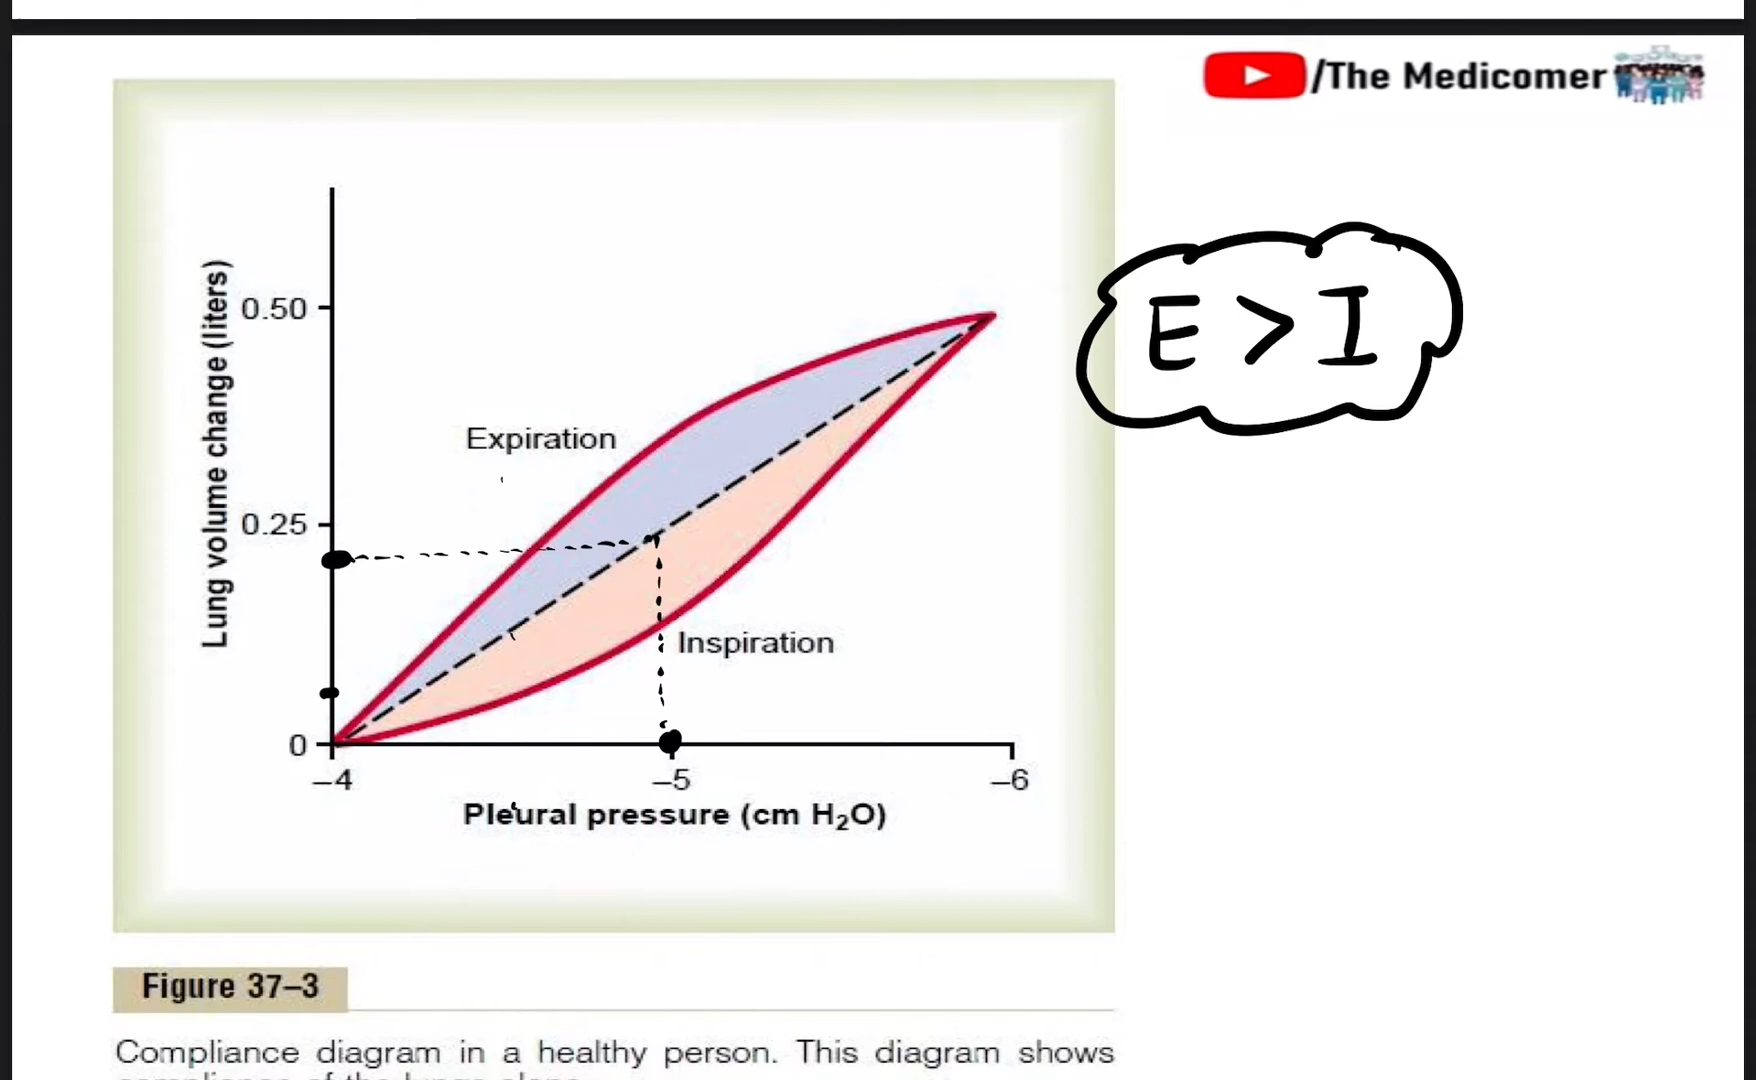 /The Medicomer
E > I
Lung volume change (liters)
0.50
0.25
0
Expiration
Inspiration
–4
–5
–6
Pleural pressure (cm H₂O)
Figure 37–3
Compliance diagram in a healthy person. This diagram shows